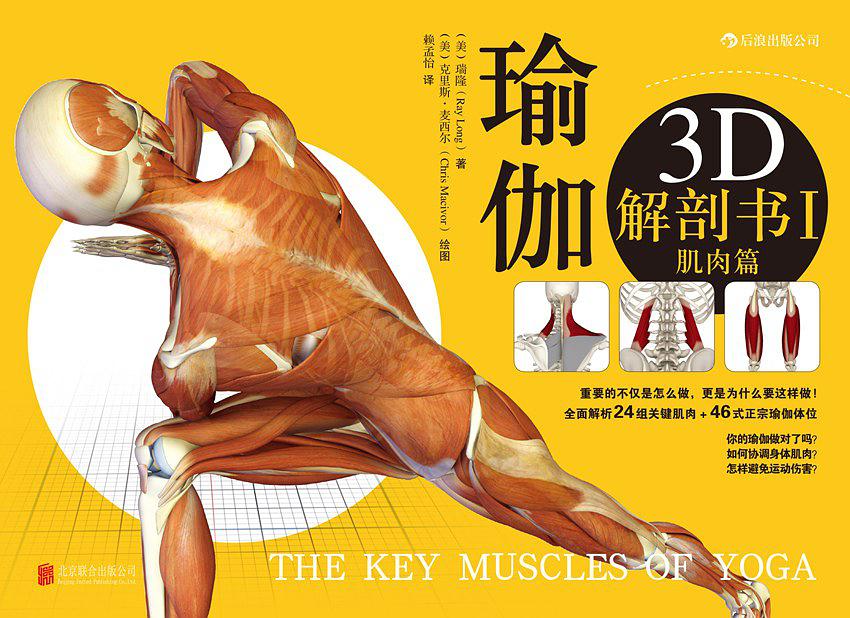 后浪出版公司
瑜伽
3D
解剖书I
肌肉篇
（美）瑞隆（Ray Long）著
（美）克里斯·麦西尔（Chris Macivor）绘图
赖孟怡 译
重要的不仅是怎么做，更是为什么要这样做！
全面解析24组关键肌肉+46式正宗瑜伽体位
你的瑜伽做对了吗?
如何协调身体肌肉?
怎样避免运动伤害?
THE KEY MUSCLES OF YOGA
北京联合出版公司
Beijing United Publishing Co.,Ltd.